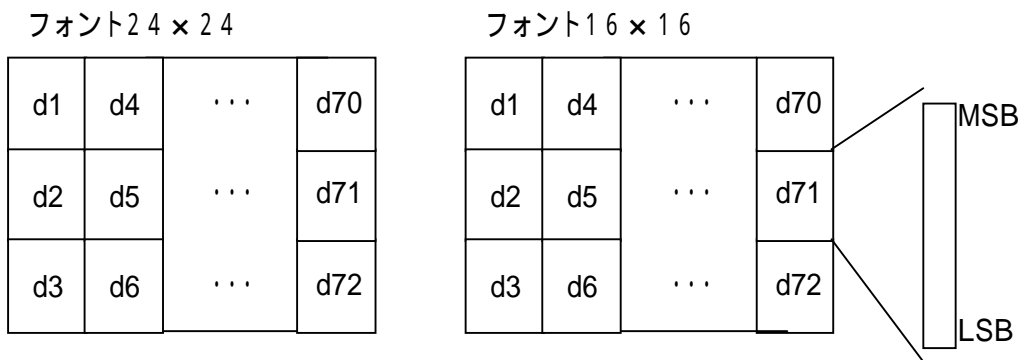 フォント２４×２４ フォント１６×１６
d1 d4 ･･･ d70 d1 d4 ･･･ d70
MSB
d2 d5 ･･･ d71 d2 d5 ･･･ d71
d3 d6 ･･･ d72 d3 d6 ･･･ d72
LSB